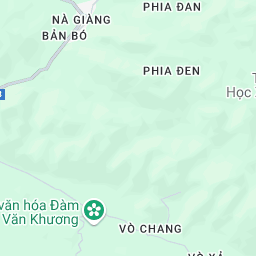 PHIA ĐAN
NÀ GIÀNG
BẢN BÓ
PHIA ĐEN
Học
văn hóa Đàm
Văn Khương
VÒ CHANG